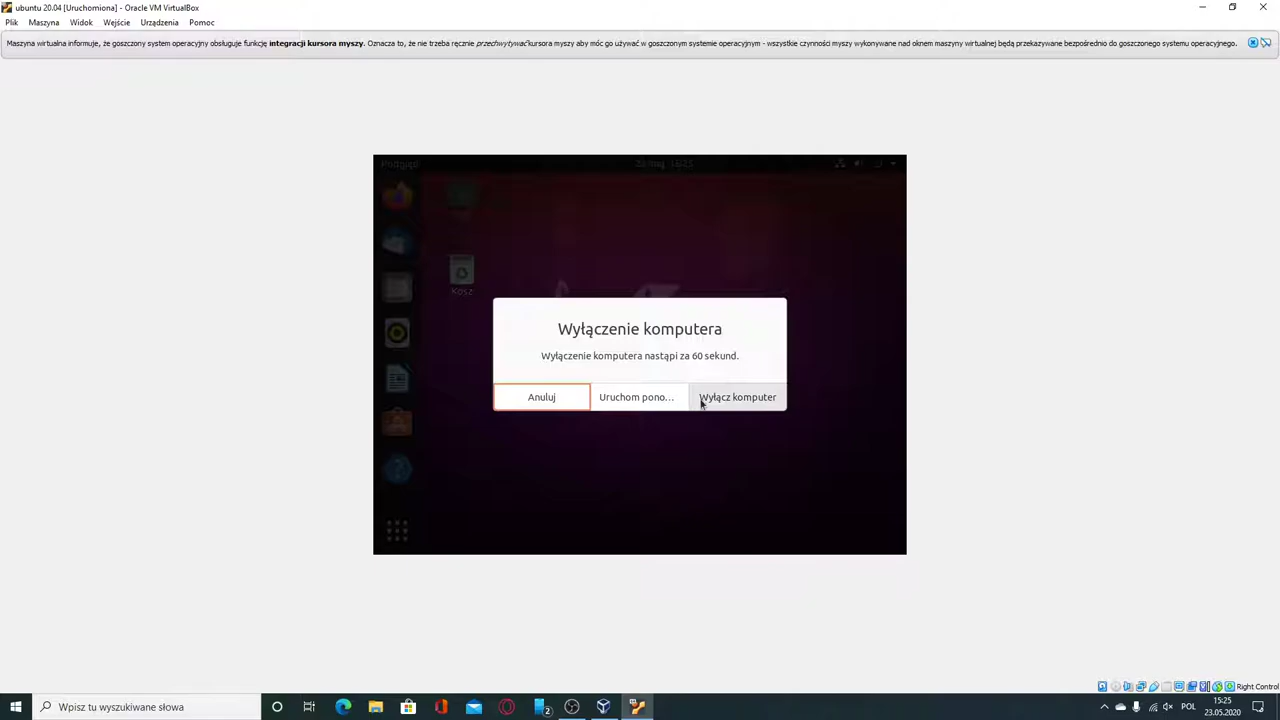 ubuntu 20.04 [Uruchomiona] - Oracle VM VirtualBox
Plik Maszyna Widok Wejście Urządzenia Pomoc
Maszyna wirtualna informuje, że goszczony system operacyjny obsługuje funkcję integracji kursora myszy. Oznacza to, że nie trzeba ręcznie przechwytywać kursora myszy aby móc go używać w goszczonym systemie operacyjnym - wszystkie czynności myszy wykonywane nad oknem maszyny wirtualnej będą przekazywane bezpośrednio do goszczonego systemu operacyjnego.
Kosz
Wyłączenie komputera
Wyłączenie komputera nastąpi za 60 sekund.
Anuluj Uruchom pono... Wyłącz komputer
Right Control
Wpisz tu wyszukiwane słowa
2
POL
15:25
23.05.2020